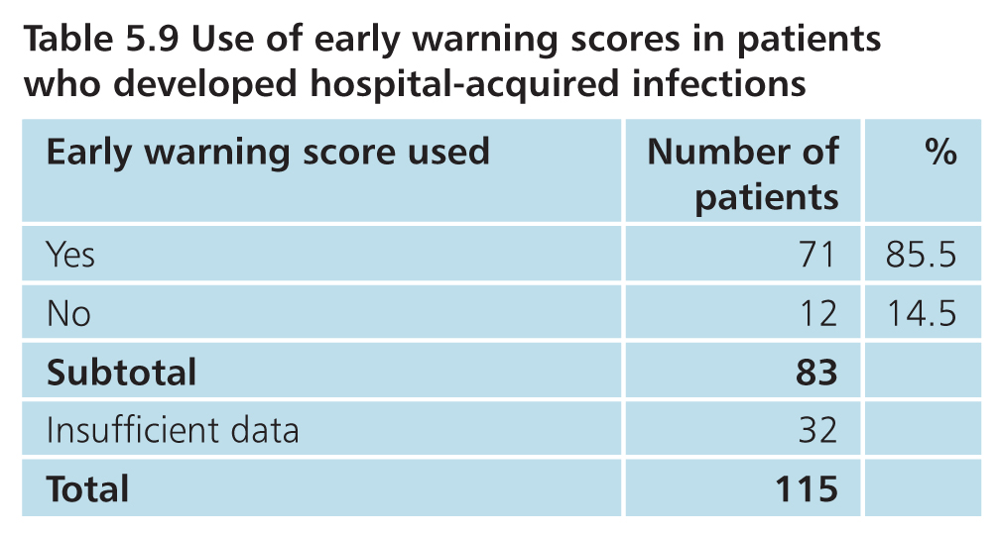 Table 5.9 Use of early warning scores in patients
who developed hospital-acquired infections
Early warning score used Number of patients %
Yes 71 85.5
No 12 14.5
Subtotal 83
Insufficient data 32
Total 115